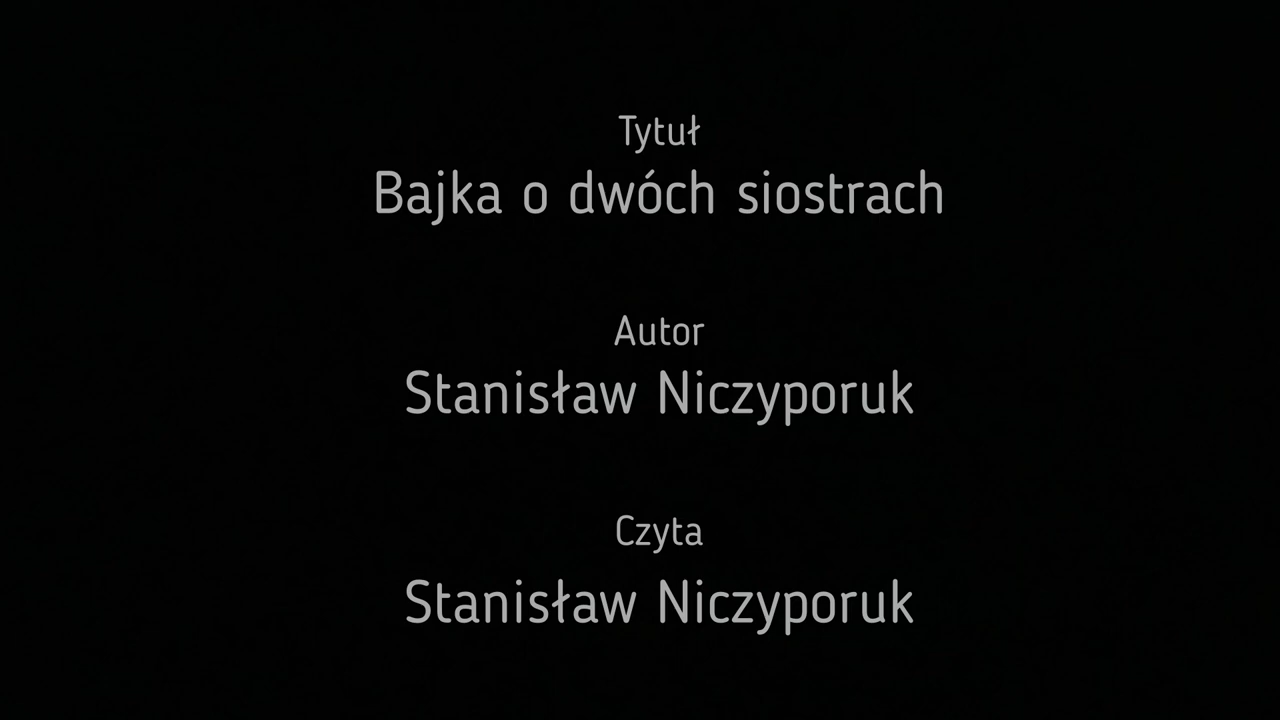 Tytuł
Bajka o dwóch siostrach
Autor
Stanisław Niczyporuk
Czyta
Stanisław Niczyporuk